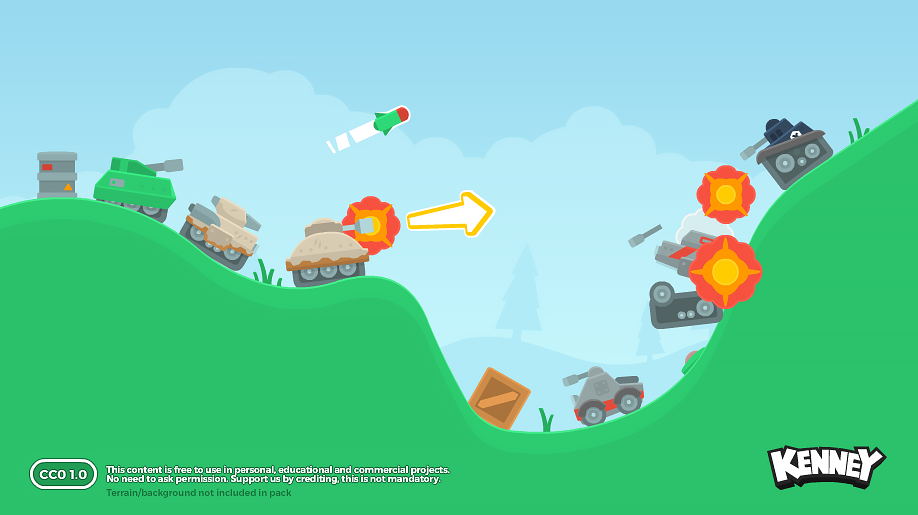 CC0 1.0
This content is free to use in personal, educational and commercial projects.
No need to ask permission. Support us by crediting, this is not mandatory.
Terrain/background not included in pack
KENNEY